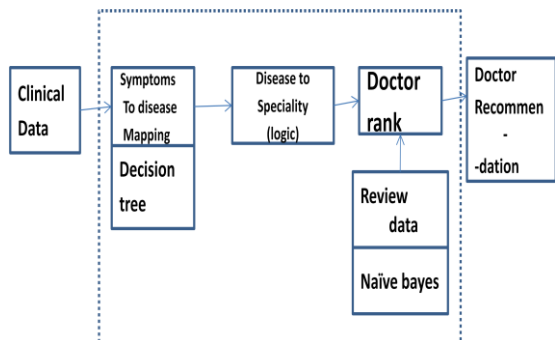 Clinical
Data
Symptoms
To disease
Mapping
Decision
tree
Disease to
Speciality
(logic)
Doctor
rank
Review
data
Naïve bayes
Doctor
Recommen
-
-dation